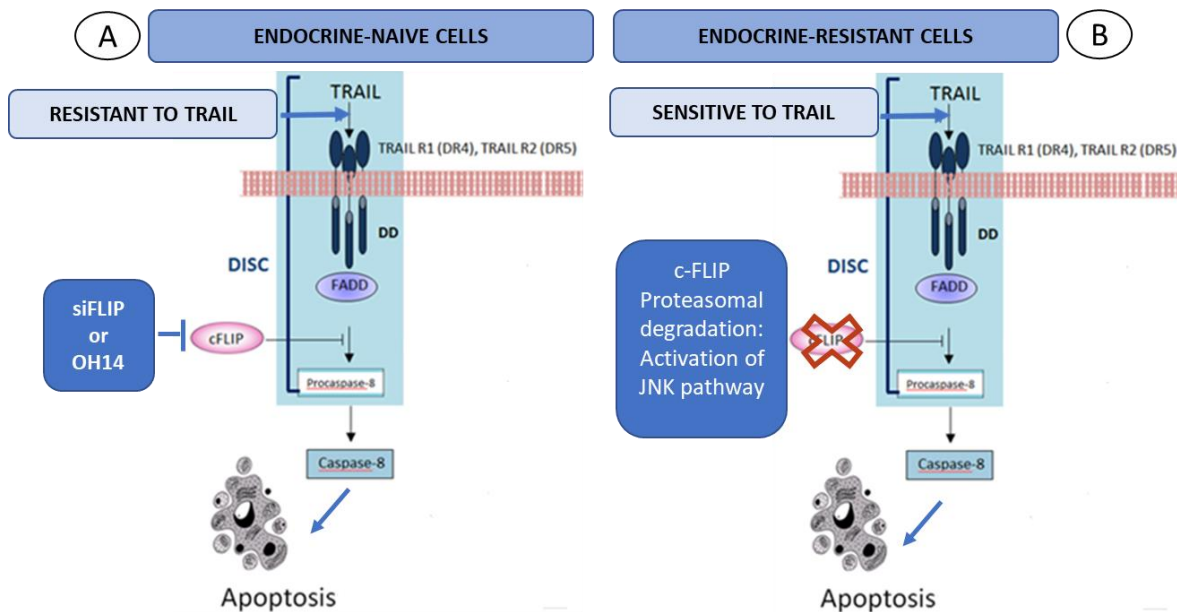 A
ENDOCRINE-NAIVE CELLS
RESISTANT TO TRAIL
TRAIL
TRAIL R1 (DR4), TRAIL R2 (DR5)
DD
DISC
FADD
siFLIP
or
OH14
cFLIP
Procaspase-8
Caspase-8
Apoptosis
ENDOCRINE-RESISTANT CELLS
B
SENSITIVE TO TRAIL
TRAIL
TRAIL R1 (DR4), TRAIL R2 (DR5)
DD
DISC
FADD
c-FLIP
Proteasomal
degradation:
Activation of
JNK pathway
cFLIP
Procaspase-8
Caspase-8
Apoptosis